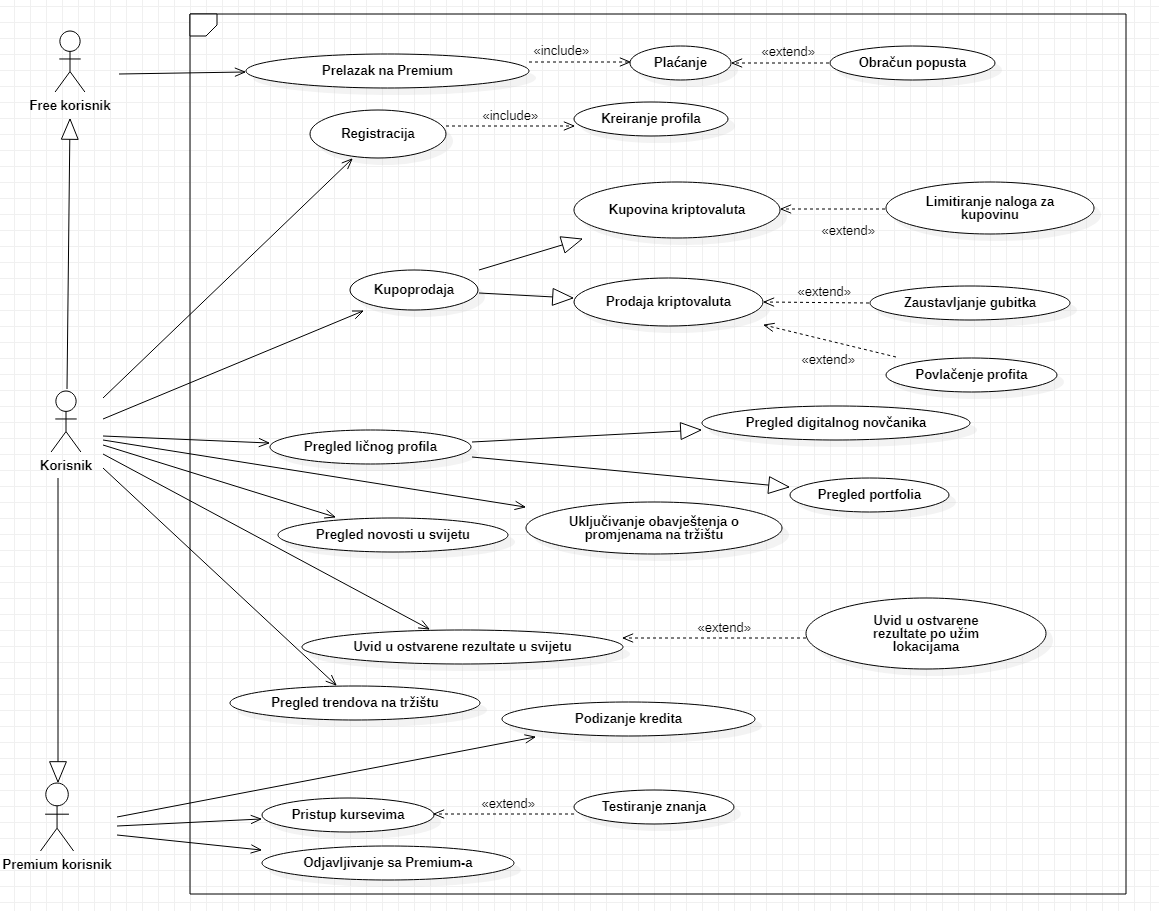 Free korisnik
Prelazak na Premium
«include»
Plaćanje
«extend»
Obračun popusta
Registracija
«include»
Kreiranje profila
Kupovina kriptovaluta
«extend»
Limitiranje naloga za
kupovinu
Kupoprodaja
Prodaja kriptovaluta
«extend»
Zaustavljanje gubitka
«extend»
Povlačenje profita
Korisnik
Pregled ličnog profila
Pregled digitalnog novčanika
Pregled portfolia
Pregled novosti u svijetu
Uključivanje obavještenja o
promjenama na tržištu
Uvid u ostvarene rezultate u svijetu
«extend»
Uvid u ostvarene
rezultate po užim
lokacijama
Pregled trendova na tržištu
Podizanje kredita
Premium korisnik
Pristup kursevima
«extend»
Testiranje znanja
Odjavljivanje sa Premium-a